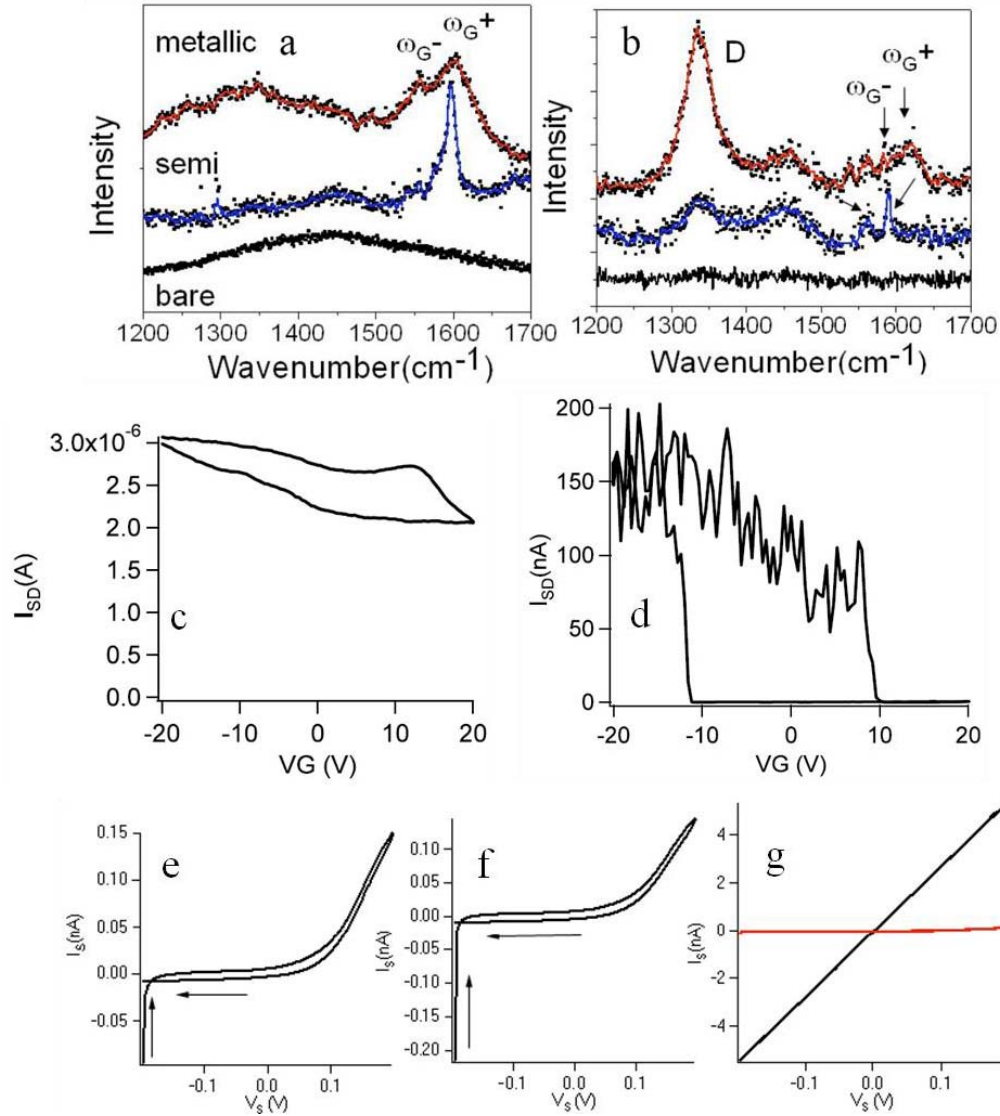 a
metallic
semi
bare
ωG-
ωG+
Intensity
1200 1300 1400 1500 1600 1700
Wavenumber(cm-1)
b
D
ωG-
ωG+
Intensity
1200 1300 1400 1500 1600 1700
Wavenumber(cm-1)
c
3.0x10-6
2.5
2.0
1.5
1.0
0.5
0.0
ISD(A)
-20 -10 0 10 20
VG (V)
d
200
150
100
50
0
ISD(nA)
-20 -10 0 10 20
VG (V)
e
0.15
0.10
0.05
0.00
-0.05
IS(nA)
-0.1 0.0 0.1
VS(V)
f
0.10
0.05
0.00
-0.05
-0.10
-0.15
-0.20
IS(nA)
-0.1 0.0 0.1
VS(V)
g
4
2
0
-2
-4
IS(nA)
-0.1 0.0 0.1
VS(V)